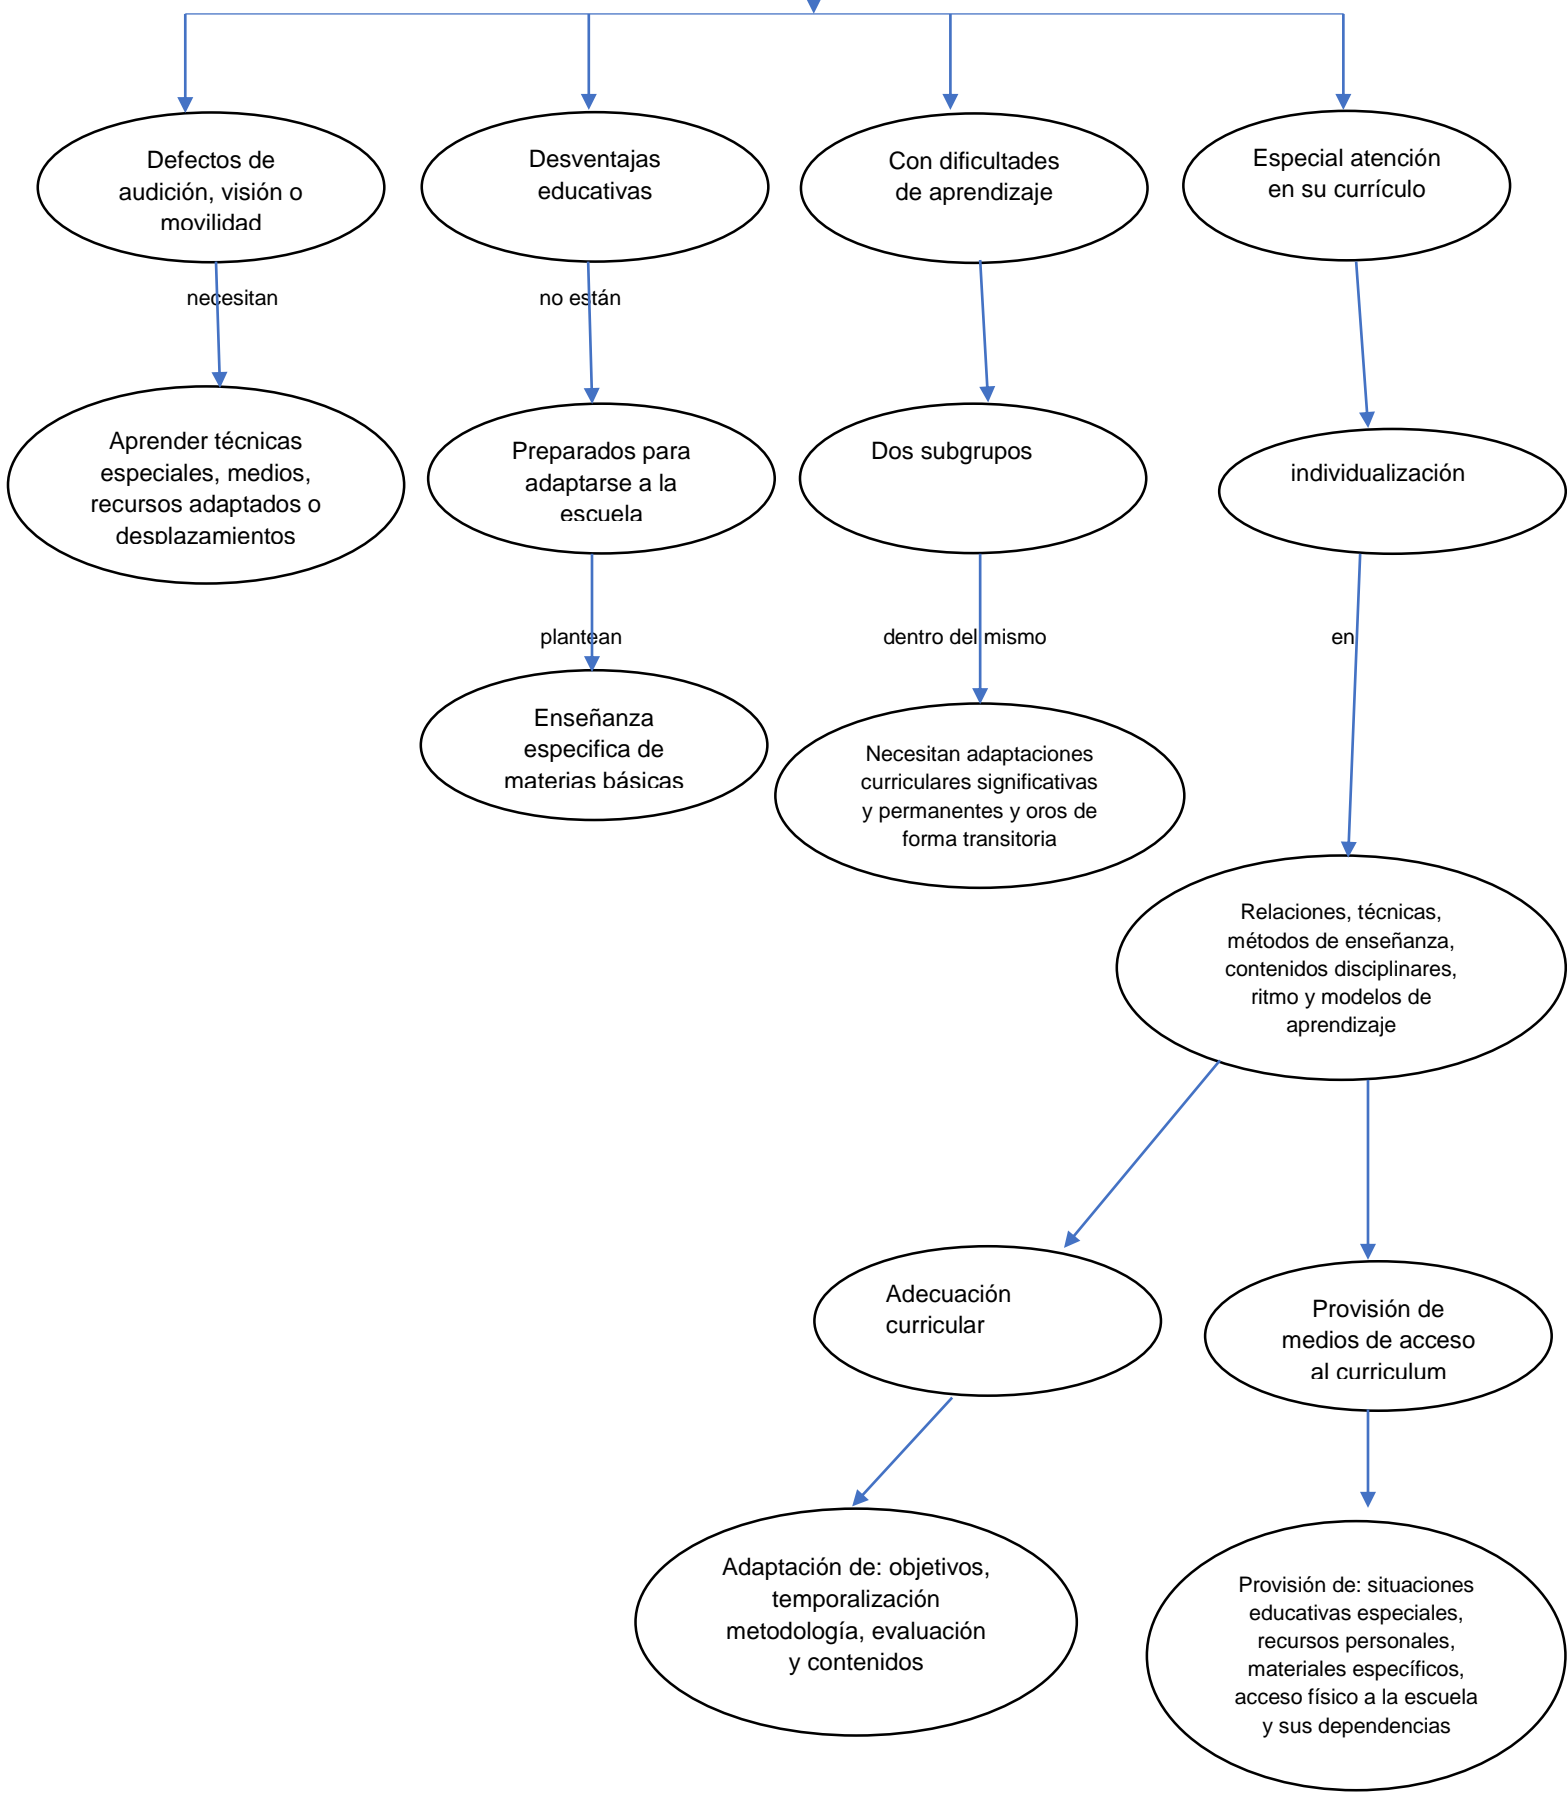 Defectos de
audición, visión o
movilidad
Desventajas
educativas
Con dificultades
de aprendizaje
Especial atención
en su currículo
necesitan
no están
Aprender técnicas
especiales, medios,
recursos adaptados o
desplazamientos
Preparados para
adaptarse a la
escuela
Dos subgrupos
individualización
plantean
dentro del mismo
en
Enseñanza
especifica de
materias básicas
Necesitan adaptaciones
curriculares significativas
y permanentes y oros de
forma transitoria
Relaciones, técnicas,
métodos de enseñanza,
contenidos disciplinares,
ritmo y modelos de
aprendizaje
Adecuación
curricular
Provisión de
medios de acceso
al curriculum
Adaptación de: objetivos,
temporalización
metodología, evaluación
y contenidos
Provisión de: situaciones
educativas especiales,
recursos personales,
materiales específicos,
acceso físico a la escuela
y sus dependencias